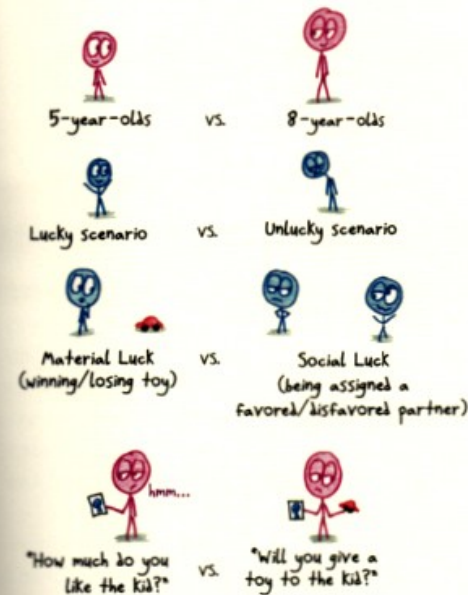 5-year-olds vs. 8-year-olds
Lucky scenario vs. Unlucky scenario
Material Luck vs. Social Luck
(winning/losing toy) (being assigned a
favored/disfavored partner)
hmm...
"How much do you vs. "Will you give a
like the kid?" toy to the kid?"